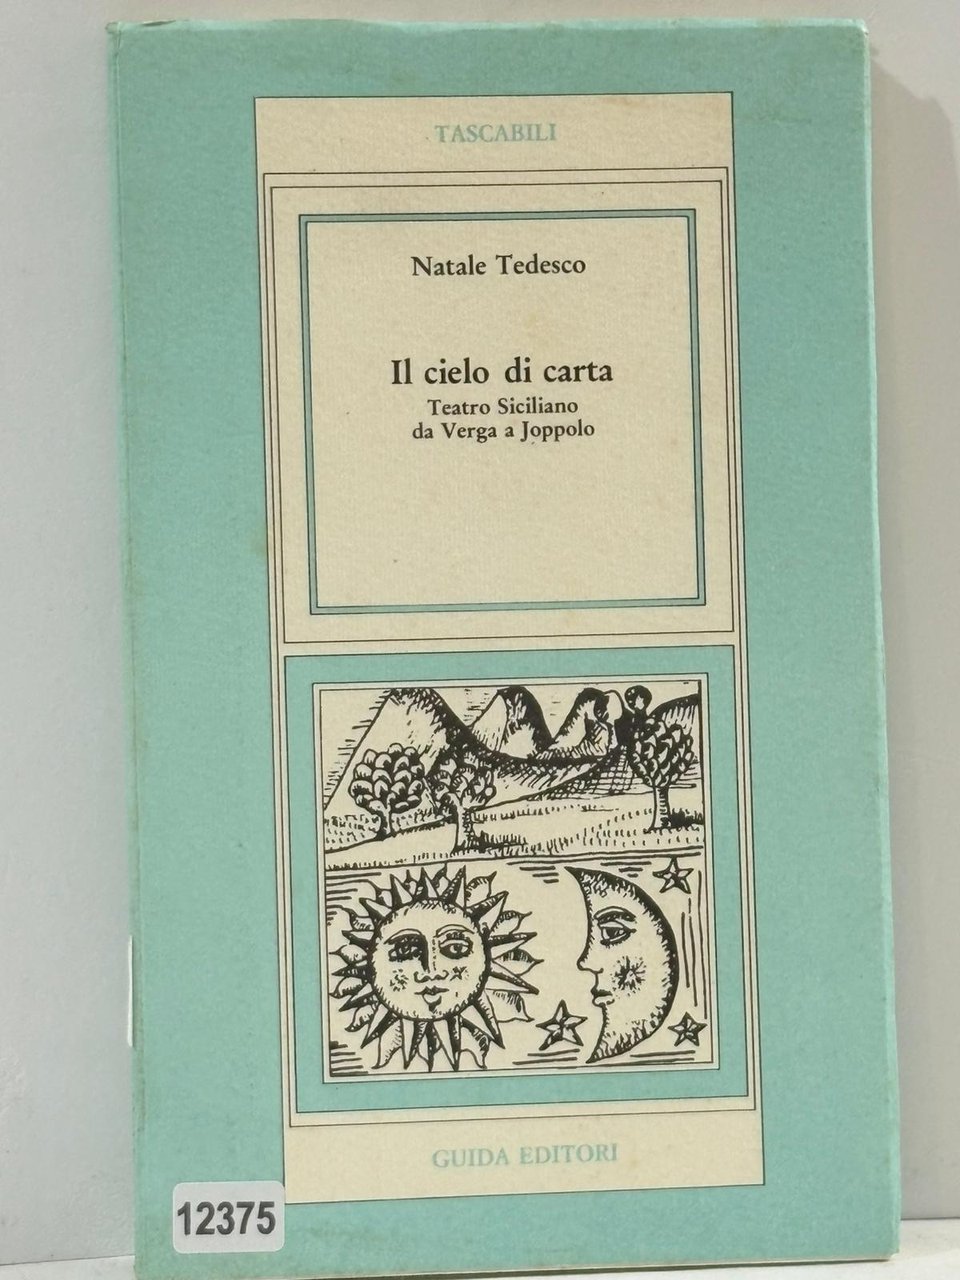 TASCABILI
Natale Tedesco
Il cielo di carta
Teatro Siciliano
da Verga a Joppolo
GUIDA EDITORI
12375